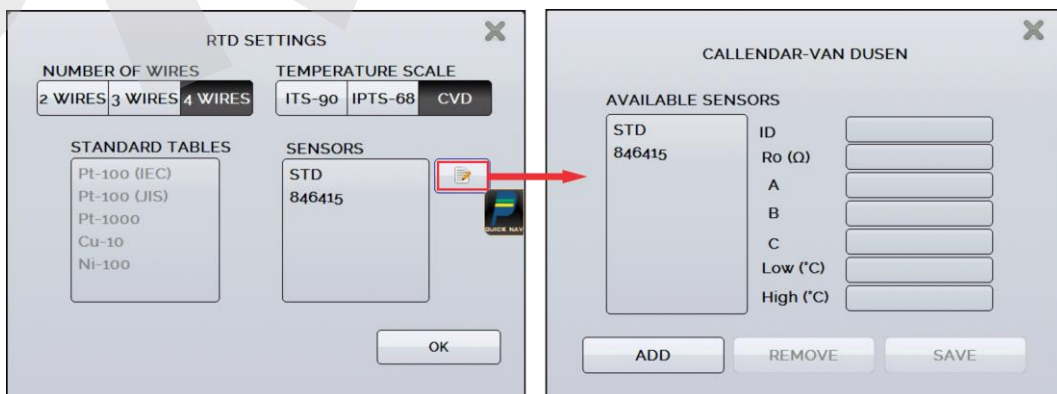 RTD SETTINGS
NUMBER OF WIRES
2 WIRES 3 WIRES 4 WIRES
TEMPERATURE SCALE
ITS-90 IPTS-68 CVD
STANDARD TABLES
Pt-100 (IEC)
Pt-100 (JIS)
Pt-1000
Cu-10
Ni-100
SENSORS
STD
846415
QUICK NAV
OK
CALLENDAR-VAN DUSEN
AVAILABLE SENSORS
STD
846415
ID
Ro (Ω)
A
B
C
Low (°C)
High (°C)
ADD REMOVE SAVE